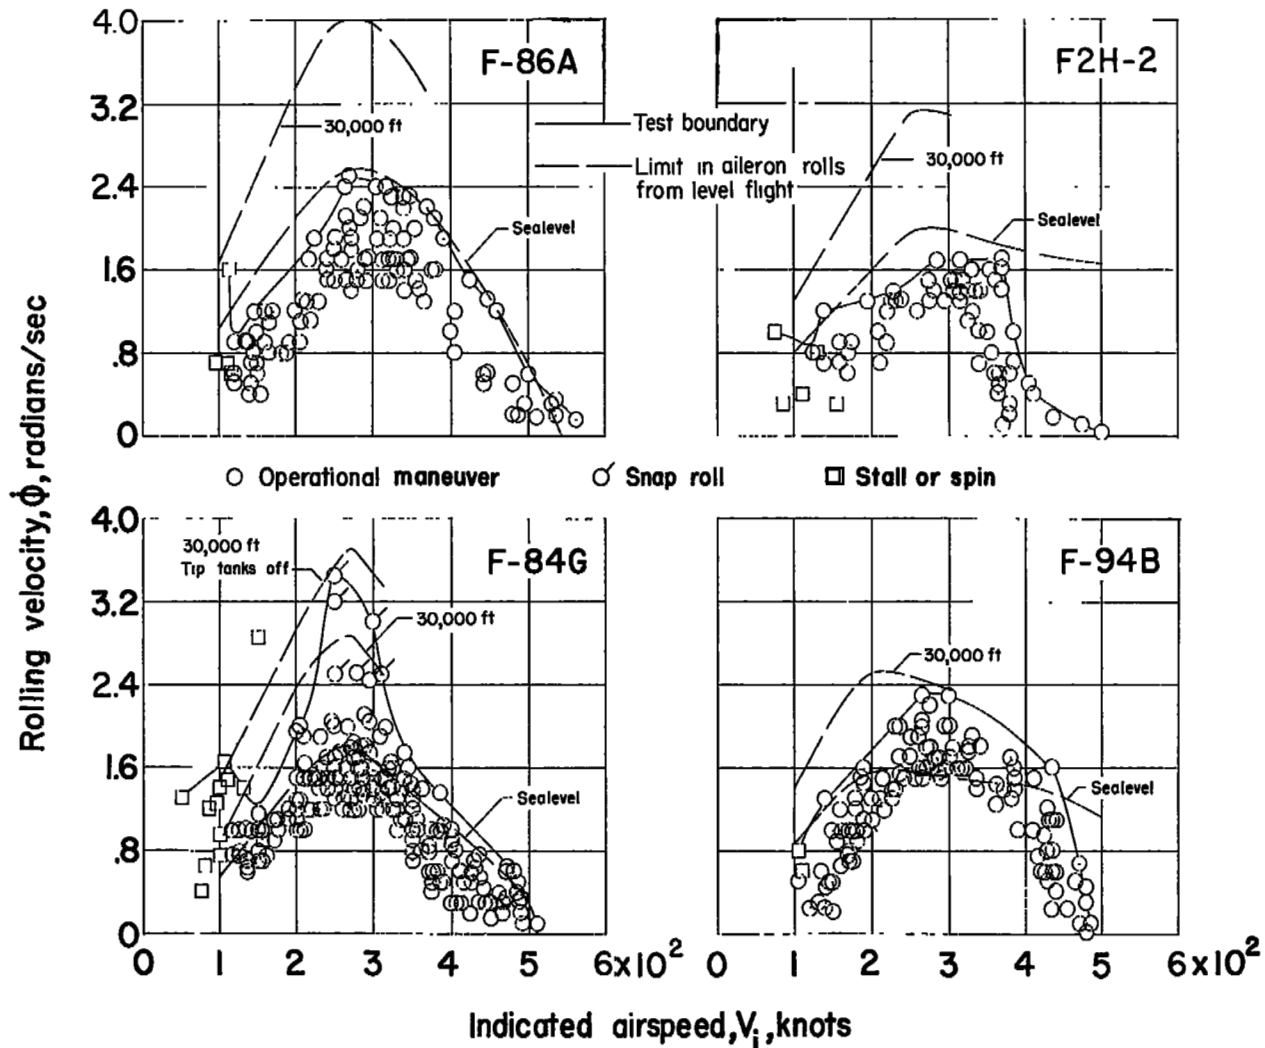 4.0
F-86A
F2H-2
3.2
30,000 ft
Test boundary
30,000 ft
Limit in aileron rolls
from level flight
2.4
Sealevel
Sealevel
1.6
.8
0
Operational maneuver
Snap roll
Stall or spin
Rolling velocity, φ̇, radians/sec
4.0
30,000 ft
Tip tanks off
F-84G
F-94B
3.2
30,000 ft
30,000 ft
2.4
1.6
Sealevel
Sealevel
.8
0
0 1 2 3 4 5 6x10²
0 1 2 3 4 5 6x10²
Indicated airspeed, Vi, knots